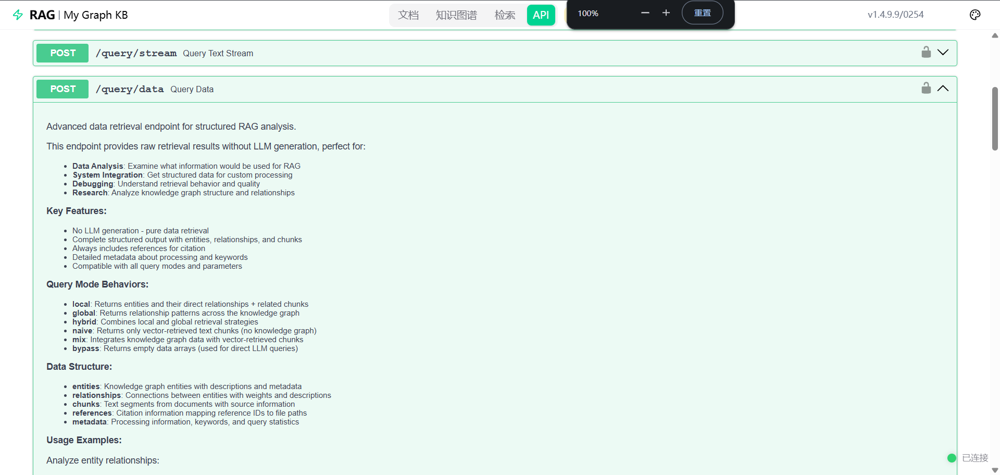 RAG | My Graph KB
文档 知识图谱 检索 API
100% − + 重置
v1.4.9.9/0254
POST /query/stream Query Text Stream
POST /query/data Query Data
Advanced data retrieval endpoint for structured RAG analysis.
This endpoint provides raw retrieval results without LLM generation, perfect for:
• Data Analysis: Examine what information would be used for RAG
• System Integration: Get structured data for custom processing
• Debugging: Understand retrieval behavior and quality
• Research: Analyze knowledge graph structure and relationships
Key Features:
• No LLM generation - pure data retrieval
• Complete structured output with entities, relationships, and chunks
• Always includes references for citation
• Detailed metadata about processing and keywords
• Compatible with all query modes and parameters
Query Mode Behaviors:
• local: Returns entities and their direct relationships + related chunks
• global: Returns relationship patterns across the knowledge graph
• hybrid: Combines local and global retrieval strategies
• naive: Returns only vector-retrieved text chunks (no knowledge graph)
• mix: Integrates knowledge graph data with vector-retrieved chunks
• bypass: Returns empty data arrays (used for direct LLM queries)
Data Structure:
• entities: Knowledge graph entities with descriptions and metadata
• relationships: Connections between entities with weights and descriptions
• chunks: Text segments from documents with source information
• references: Citation information mapping reference IDs to file paths
• metadata: Processing information, keywords, and query statistics
Usage Examples:
Analyze entity relationships:
已连接